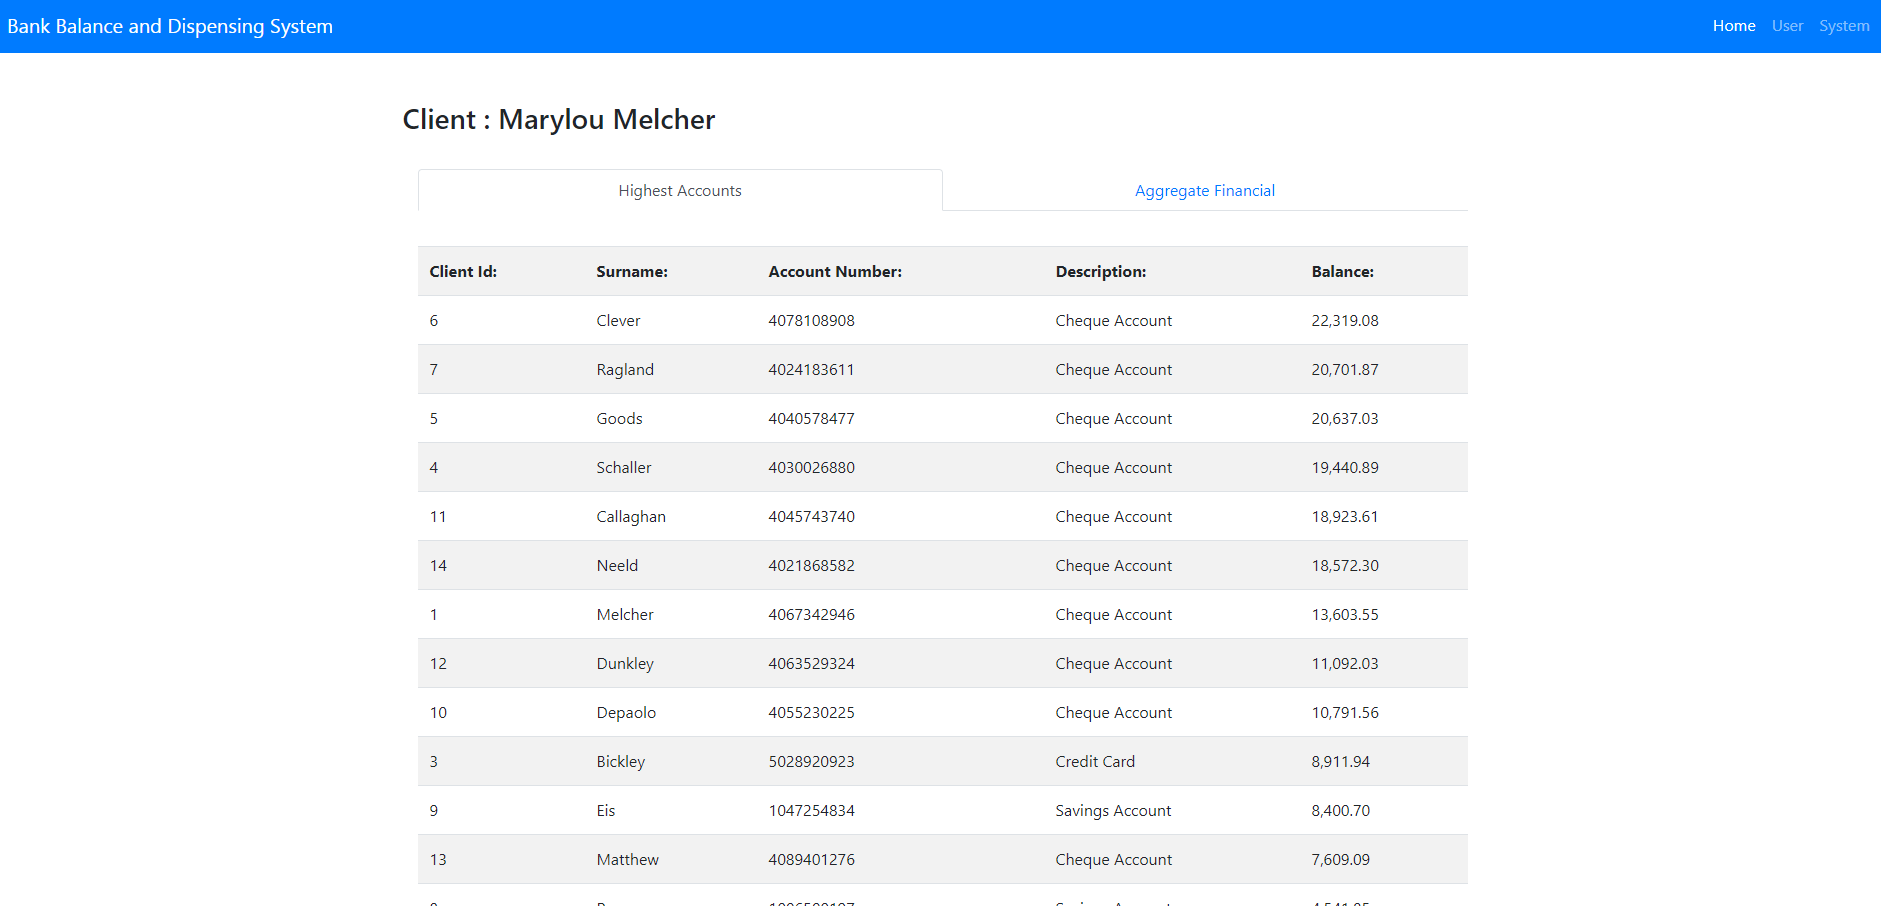 Bank Balance and Dispensing System Home User System
Client : Marylou Melcher
Highest Accounts Aggregate Financial
Client Id: Surname: Account Number: Description: Balance:
6 Clever 4078108908 Cheque Account 22,319.08
7 Ragland 4024183611 Cheque Account 20,701.87
5 Goods 4040578477 Cheque Account 20,637.03
4 Schaller 4030026880 Cheque Account 19,440.89
11 Callaghan 4045743740 Cheque Account 18,923.61
14 Neeld 4021868582 Cheque Account 18,572.30
1 Melcher 4067342946 Cheque Account 13,603.55
12 Dunkley 4063529324 Cheque Account 11,092.03
10 Depaolo 4055230225 Cheque Account 10,791.56
3 Bickley 5028920923 Credit Card 8,911.94
9 Eis 1047254834 Savings Account 8,400.70
13 Matthew 4089401276 Cheque Account 7,609.09